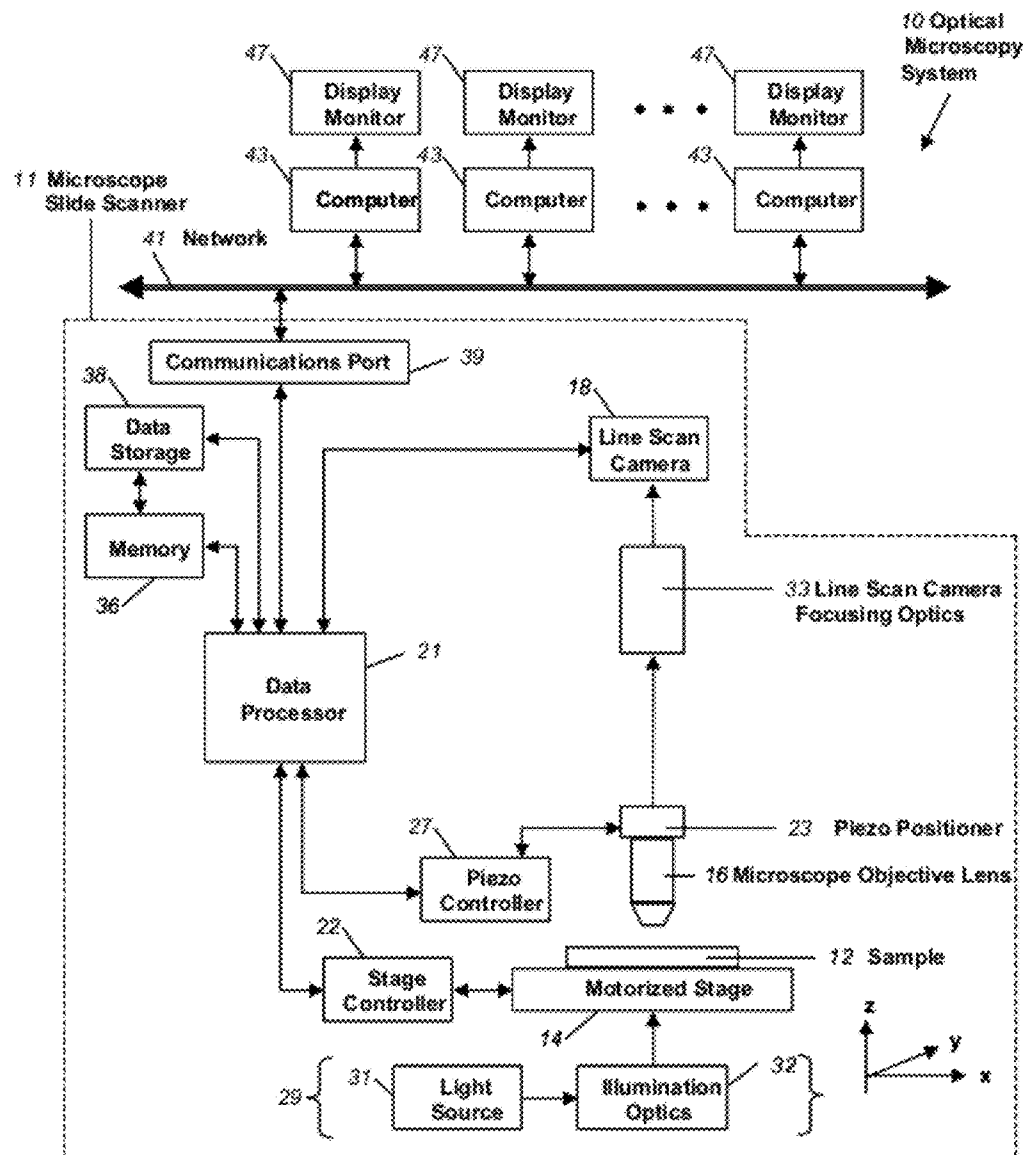 10 Optical
Microscopy
System
47 47 47
Display Monitor
Display Monitor
Display Monitor
43 43 43
Computer
Computer
Computer
11 Microscope
Slide Scanner
41 Network
Communications Port
39
38
Data
Storage
18
Line Scan
Camera
Memory
36
33 Line Scan Camera
Focusing Optics
21
Data
Processor
27
Piezo
Controller
23 Piezo Positioner
16 Microscope Objective Lens
22
Stage
Controller
12 Sample
Motorized Stage
14
z
y
x
29
31
Light
Source
32
Illumination
Optics